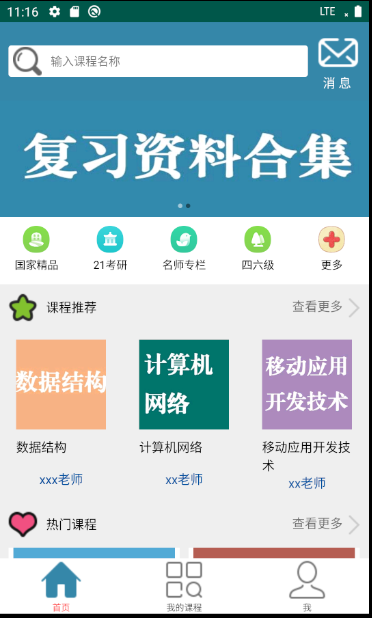 11:16
LTE
输入课程名称
消 息
复习资料合集
国家精品
21考研
名师专栏
四六级
更多
课程推荐
查看更多
数据结构
计算机
网络
移动应用
开发技术
数据结构
计算机网络
移动应用开发技
术
xxx老师
xx老师
xx老师
热门课程
查看更多
首页
我的课程
我